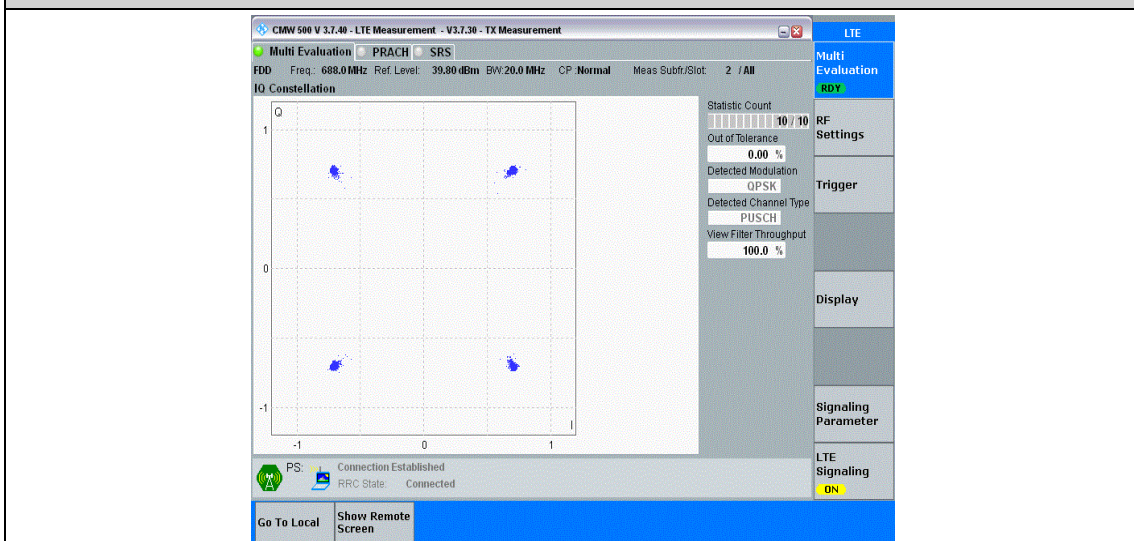 CMW 500 V 3.7.40 - LTE Measurement - V3.7.30 - TX Measurement
LTE
Multi Evaluation PRACH SRS
FDD Freq.: 688.0 MHz Ref. Level: 39.80 dBm BW: 20.0 MHz CP : Normal Meas Subfr./Slot: 2 / All
IQ Constellation
Q
1
0
-1
I
-1 0 1
Statistic Count
10 / 10
Out of Tolerance
0.00 %
Detected Modulation
QPSK
Detected Channel Type
PUSCH
View Filter Throughput
100.0 %
Multi
Evaluation
RDY
RF
Settings
Trigger
Display
Signaling
Parameter
LTE
Signaling
ON
PS: Connection Established
RRC State: Connected
Go To Local
Show Remote
Screen